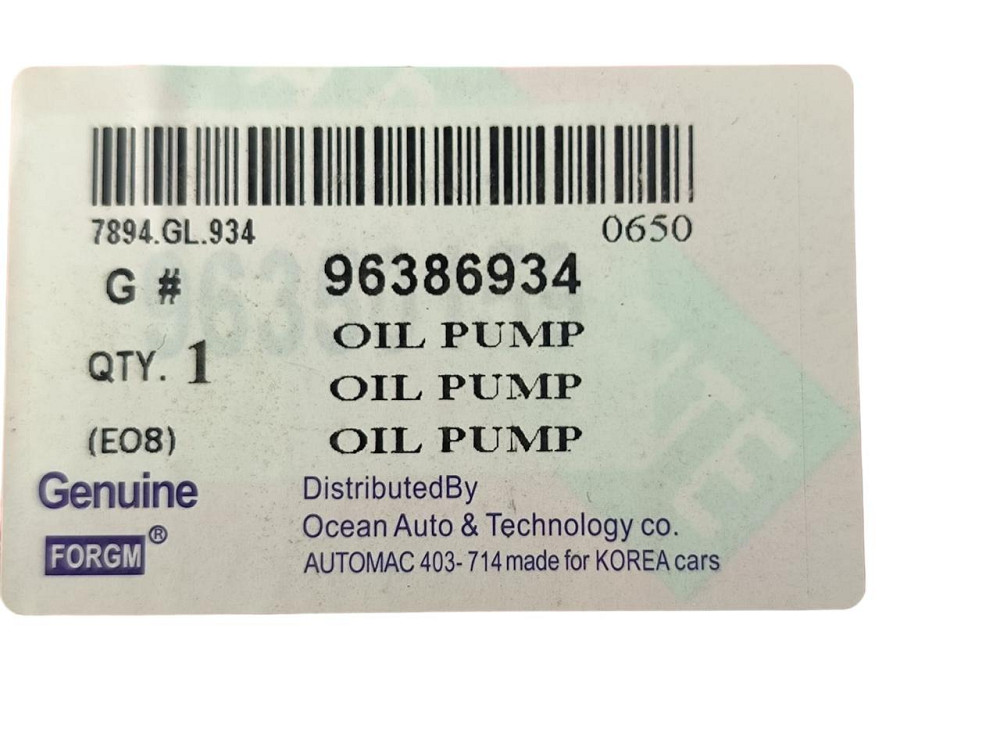 7894.GL.934 0650
G # 96386934
OIL PUMP
QTY. 1 OIL PUMP
(EO8) OIL PUMP
Genuine DistributedBy
FORGM® Ocean Auto & Technology co.
AUTOMAC 403-714 made for KOREA cars